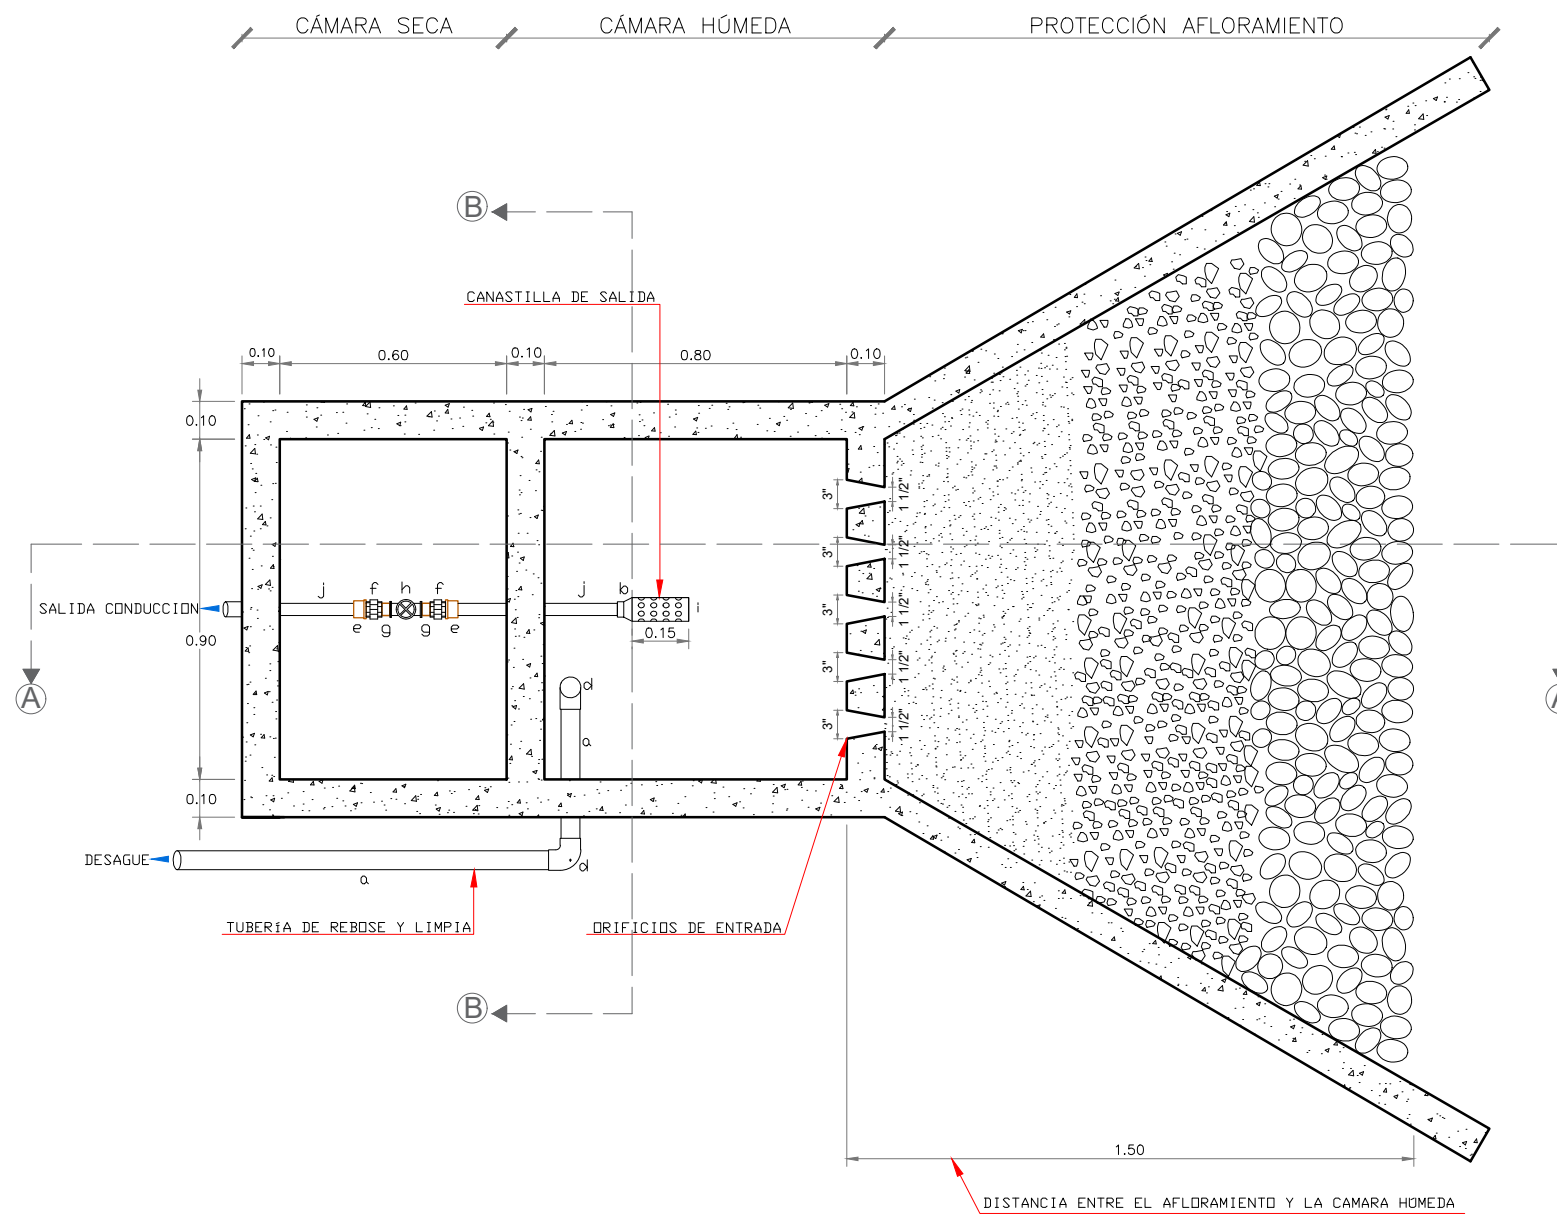 CÁMARA SECA
CÁMARA HÚMEDA
PROTECCIÓN AFLORAMIENTO
B
CANASTILLA DE SALIDA
0.10
0.60
0.10
0.80
0.10
0.10
3"
1 1/2"
3"
1 1/2"
j
f
h
f
j
b
i
3"
1 1/2"
SALIDA CONDUCCION
e
g
g
e
0.15
0.90
3"
1 1/2"
A
A
d
3"
1 1/2"
a
0.10
DESAGUE
d
a
TUBERíA DE REBOSE Y LIMPIA
ORIFICIOS DE ENTRADA
B
1.50
DISTANCIA ENTRE EL AFLORAMIENTO Y LA CAMARA HÚMEDA